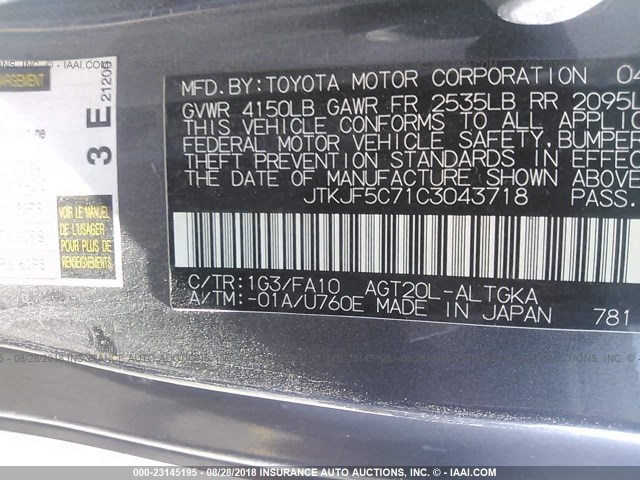 MFD.BY:TOYOTA MOTOR CORPORATION 04
GVWR 4150LB GAWR FR 2535LB RR 2095L
THIS VEHICLE CONFORMS TO ALL APPLIC
FEDERAL MOTOR VEHICLE SAFETY, BUMPER
THEFT PREVENTION STANDARDS IN EFFEC
THE DATE OF MANUFACTURE SHOWN ABOVE
JTKJF5C71C3043718 PASS.
C/TR:1G3/FA10 AGT20L-ALTGKA
A/TM:-01A/U760E MADE IN JAPAN 781
3 E 21205
VOIR LE MANUEL
DE L'USAGER
POUR PLUS DE
000-23145195 - 08/28/2018 - INSURANCE AUTO AUCTIONS, INC. (C) - IAAI.COM